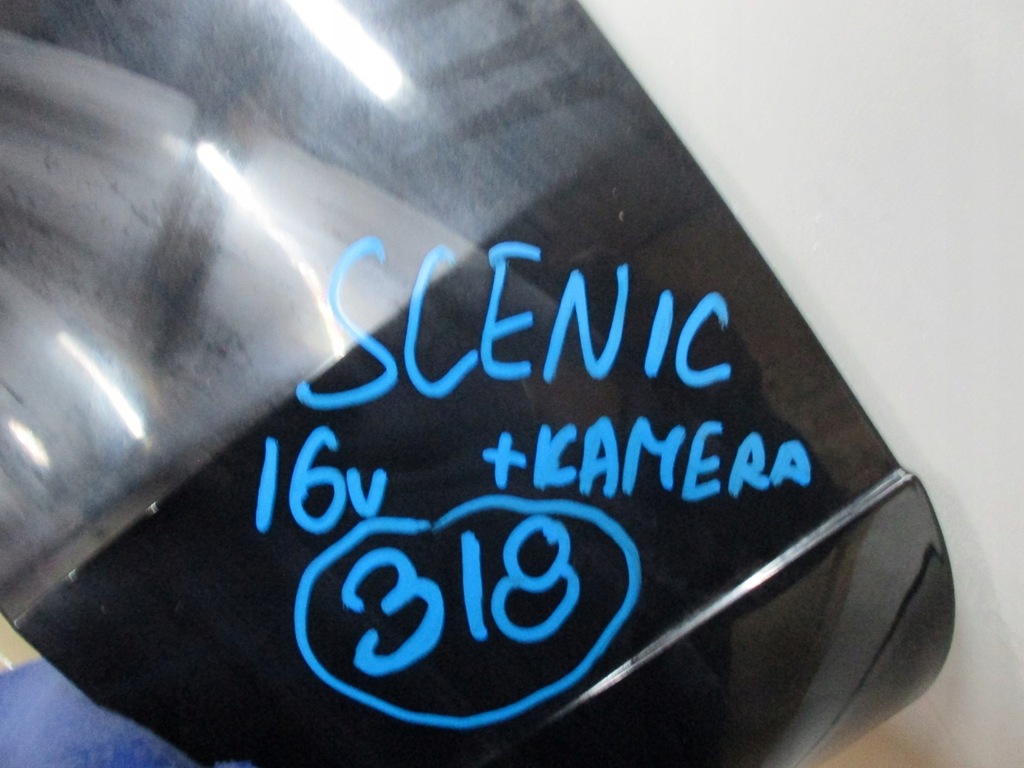 SCENIC
16v +KAMERA
318